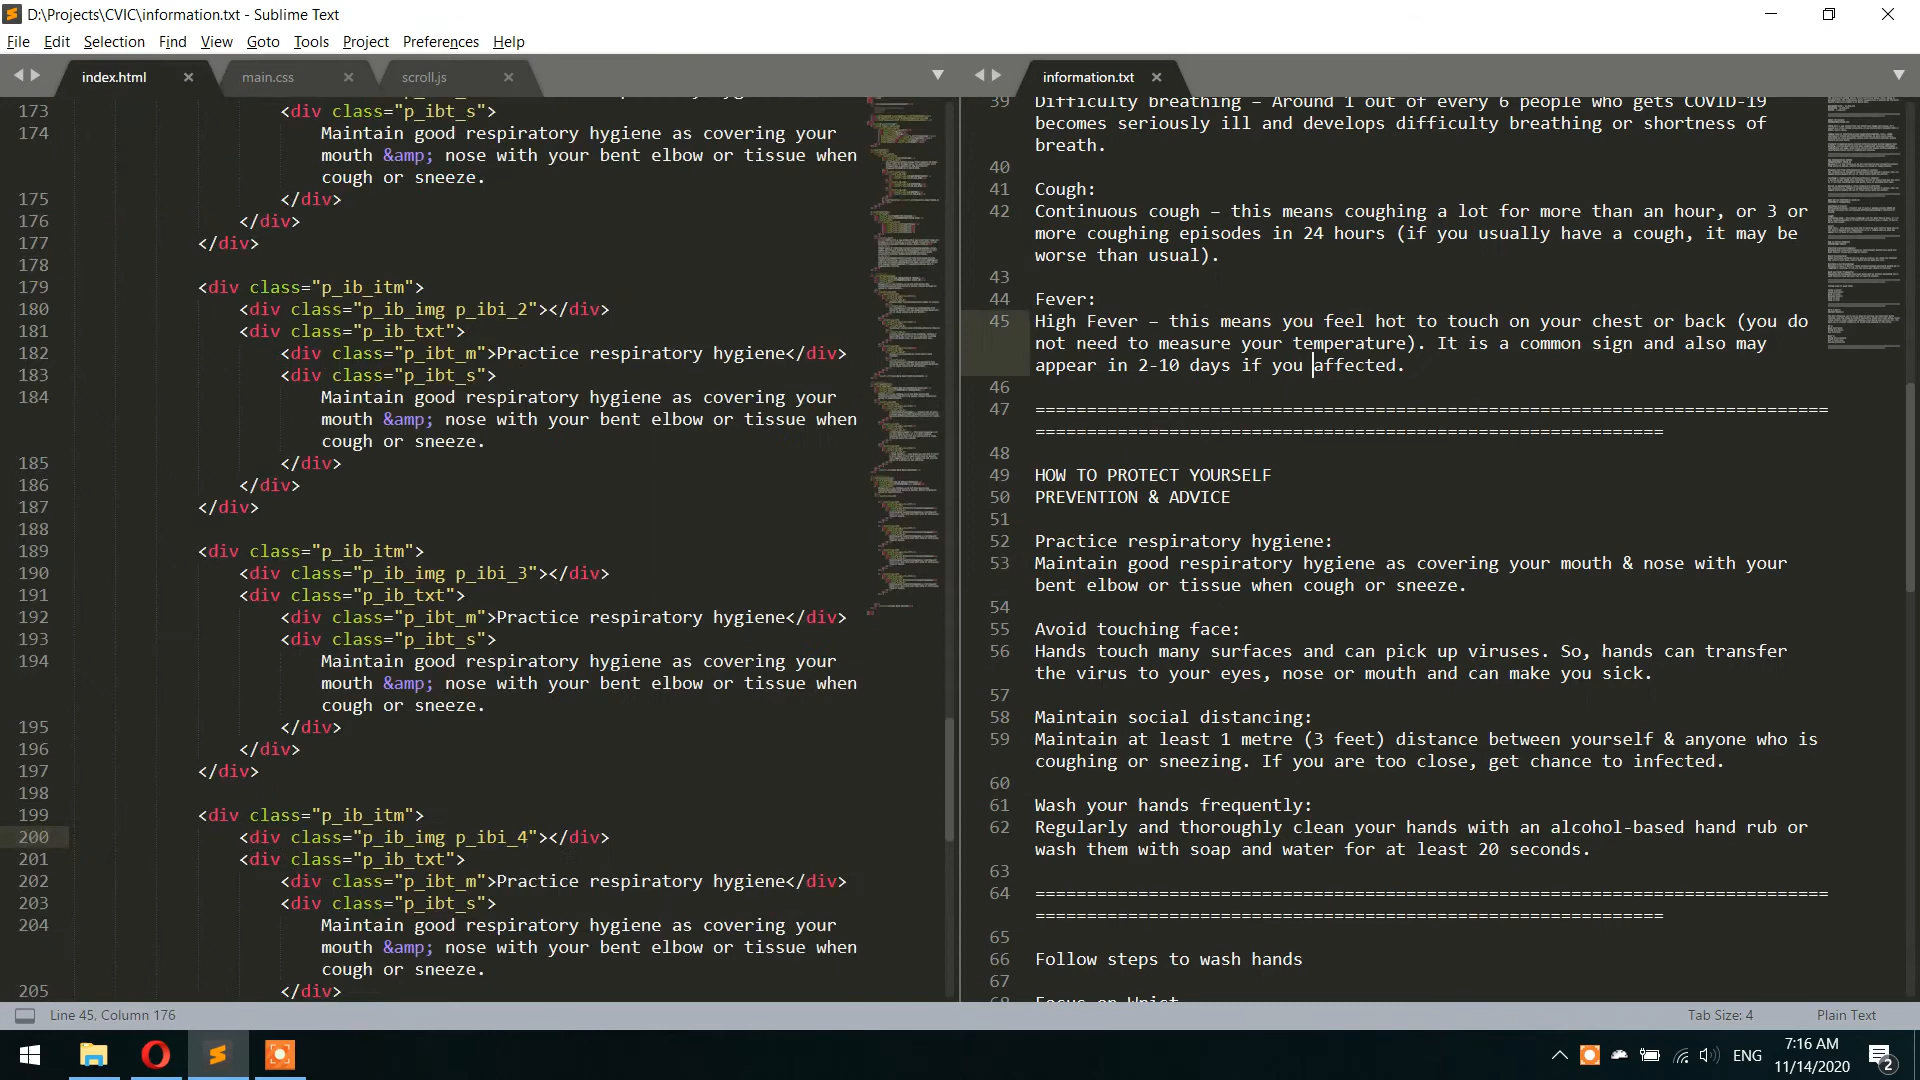 D:\Projects\CVIC\information.txt - Sublime Text
File Edit Selection Find View Goto Tools Project Preferences Help
index.html main.css scroll.js
173 <div class="p_ibt_s">
174 Maintain good respiratory hygiene as covering your
mouth &amp; nose with your bent elbow or tissue when
cough or sneeze.
175 </div>
176 </div>
177 </div>
178
179 <div class="p_ib_itm">
180 <div class="p_ib_img p_ibi_2"></div>
181 <div class="p_ib_txt">
182 <div class="p_ibt_m">Practice respiratory hygiene</div>
183 <div class="p_ibt_s">
184 Maintain good respiratory hygiene as covering your
mouth &amp; nose with your bent elbow or tissue when
cough or sneeze.
185 </div>
186 </div>
187 </div>
188
189 <div class="p_ib_itm">
190 <div class="p_ib_img p_ibi_3"></div>
191 <div class="p_ib_txt">
192 <div class="p_ibt_m">Practice respiratory hygiene</div>
193 <div class="p_ibt_s">
194 Maintain good respiratory hygiene as covering your
mouth &amp; nose with your bent elbow or tissue when
cough or sneeze.
195 </div>
196 </div>
197 </div>
198
199 <div class="p_ib_itm">
200 <div class="p_ib_img p_ibi_4"></div>
201 <div class="p_ib_txt">
202 <div class="p_ibt_m">Practice respiratory hygiene</div>
203 <div class="p_ibt_s">
204 Maintain good respiratory hygiene as covering your
mouth &amp; nose with your bent elbow or tissue when
cough or sneeze.
205 </div>
information.txt
39 Difficulty breathing – Around 1 out of every 6 people who gets COVID-19
becomes seriously ill and develops difficulty breathing or shortness of
breath.
40
41 Cough:
42 Continuous cough – this means coughing a lot for more than an hour, or 3 or
more coughing episodes in 24 hours (if you usually have a cough, it may be
worse than usual).
43
44 Fever:
45 High Fever – this means you feel hot to touch on your chest or back (you do
not need to measure your temperature). It is a common sign and also may
appear in 2-10 days if you affected.
46
47 =============================================================================
=============================================================
48
49 HOW TO PROTECT YOURSELF
50 PREVENTION & ADVICE
51
52 Practice respiratory hygiene:
53 Maintain good respiratory hygiene as covering your mouth & nose with your
bent elbow or tissue when cough or sneeze.
54
55 Avoid touching face:
56 Hands touch many surfaces and can pick up viruses. So, hands can transfer
the virus to your eyes, nose or mouth and can make you sick.
57
58 Maintain social distancing:
59 Maintain at least 1 metre (3 feet) distance between yourself & anyone who is
coughing or sneezing. If you are too close, get chance to infected.
60
61 Wash your hands frequently:
62 Regularly and thoroughly clean your hands with an alcohol-based hand rub or
wash them with soap and water for at least 20 seconds.
63
64 =============================================================================
=============================================================
65
66 Follow steps to wash hands
67
68 Focus on Wrist
Line 45, Column 176 Tab Size: 4 Plain Text
ENG 7:16 AM
11/14/2020 2